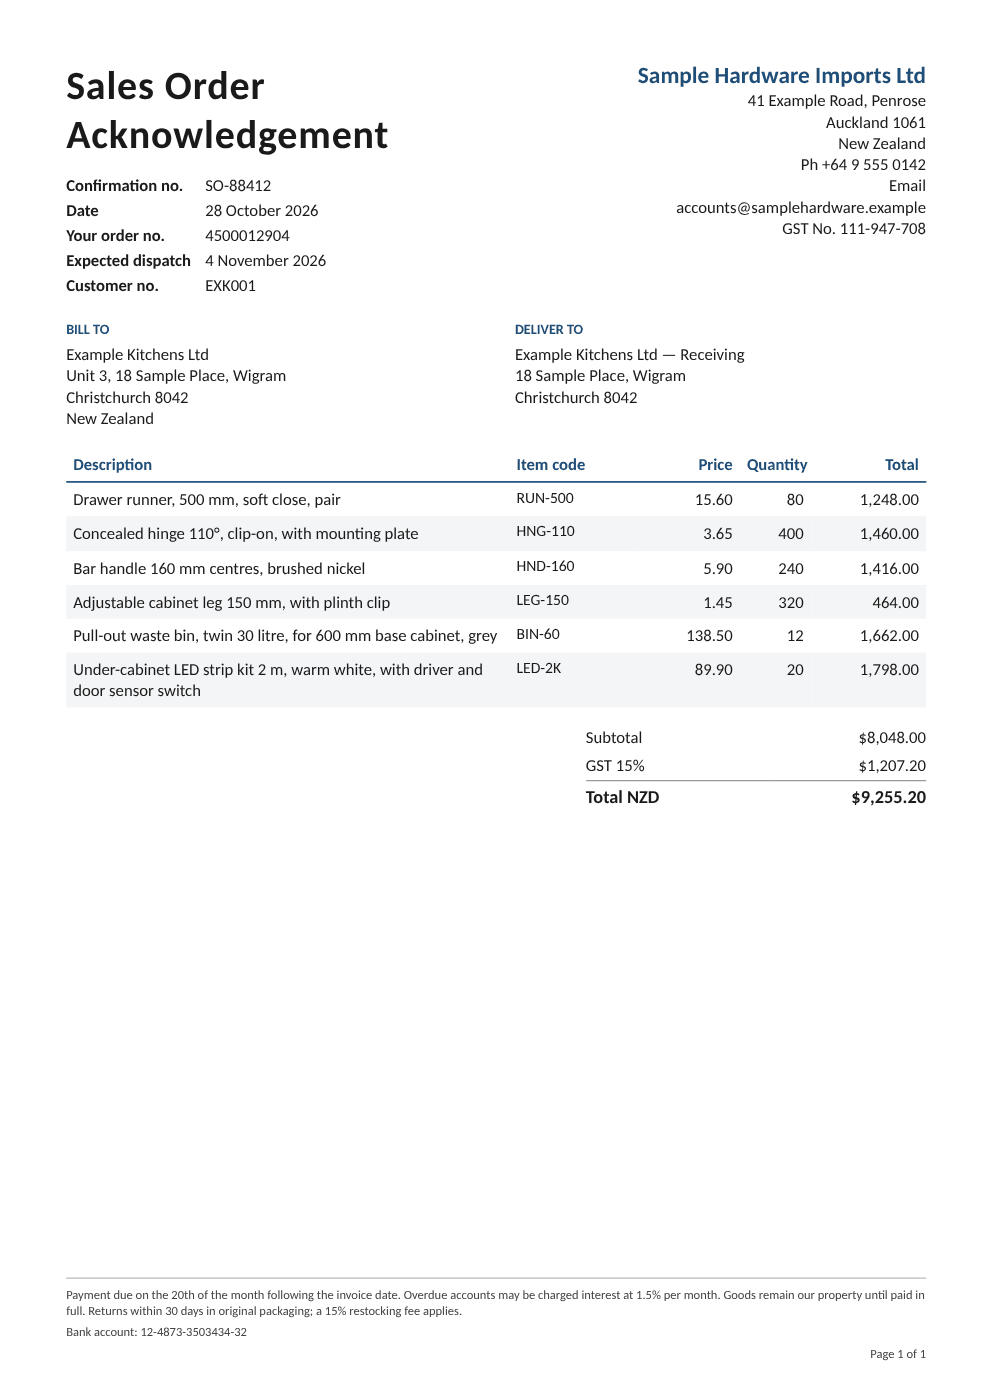 Sales Order
Acknowledgement
Confirmation no. SO-88412
Date 28 October 2026
Your order no. 4500012904
Expected dispatch 4 November 2026
Customer no. EXK001
Sample Hardware Imports Ltd
41 Example Road, Penrose
Auckland 1061
New Zealand
Ph +64 9 555 0142
Email
accounts@samplehardware.example
GST No. 111-947-708
BILL TO
Example Kitchens Ltd
Unit 3, 18 Sample Place, Wigram
Christchurch 8042
New Zealand
DELIVER TO
Example Kitchens Ltd — Receiving
18 Sample Place, Wigram
Christchurch 8042
Description Item code Price Quantity Total
Drawer runner, 500 mm, soft close, pair RUN-500 15.60 80 1,248.00
Concealed hinge 110°, clip-on, with mounting plate HNG-110 3.65 400 1,460.00
Bar handle 160 mm centres, brushed nickel HND-160 5.90 240 1,416.00
Adjustable cabinet leg 150 mm, with plinth clip LEG-150 1.45 320 464.00
Pull-out waste bin, twin 30 litre, for 600 mm base cabinet, grey BIN-60 138.50 12 1,662.00
Under-cabinet LED strip kit 2 m, warm white, with driver and LED-2K 89.90 20 1,798.00
door sensor switch
Subtotal $8,048.00
GST 15% $1,207.20
Total NZD $9,255.20
Payment due on the 20th of the month following the invoice date. Overdue accounts may be charged interest at 1.5% per month. Goods remain our property until paid in
full. Returns within 30 days in original packaging; a 15% restocking fee applies.
Bank account: 12-4873-3503434-32
Page 1 of 1